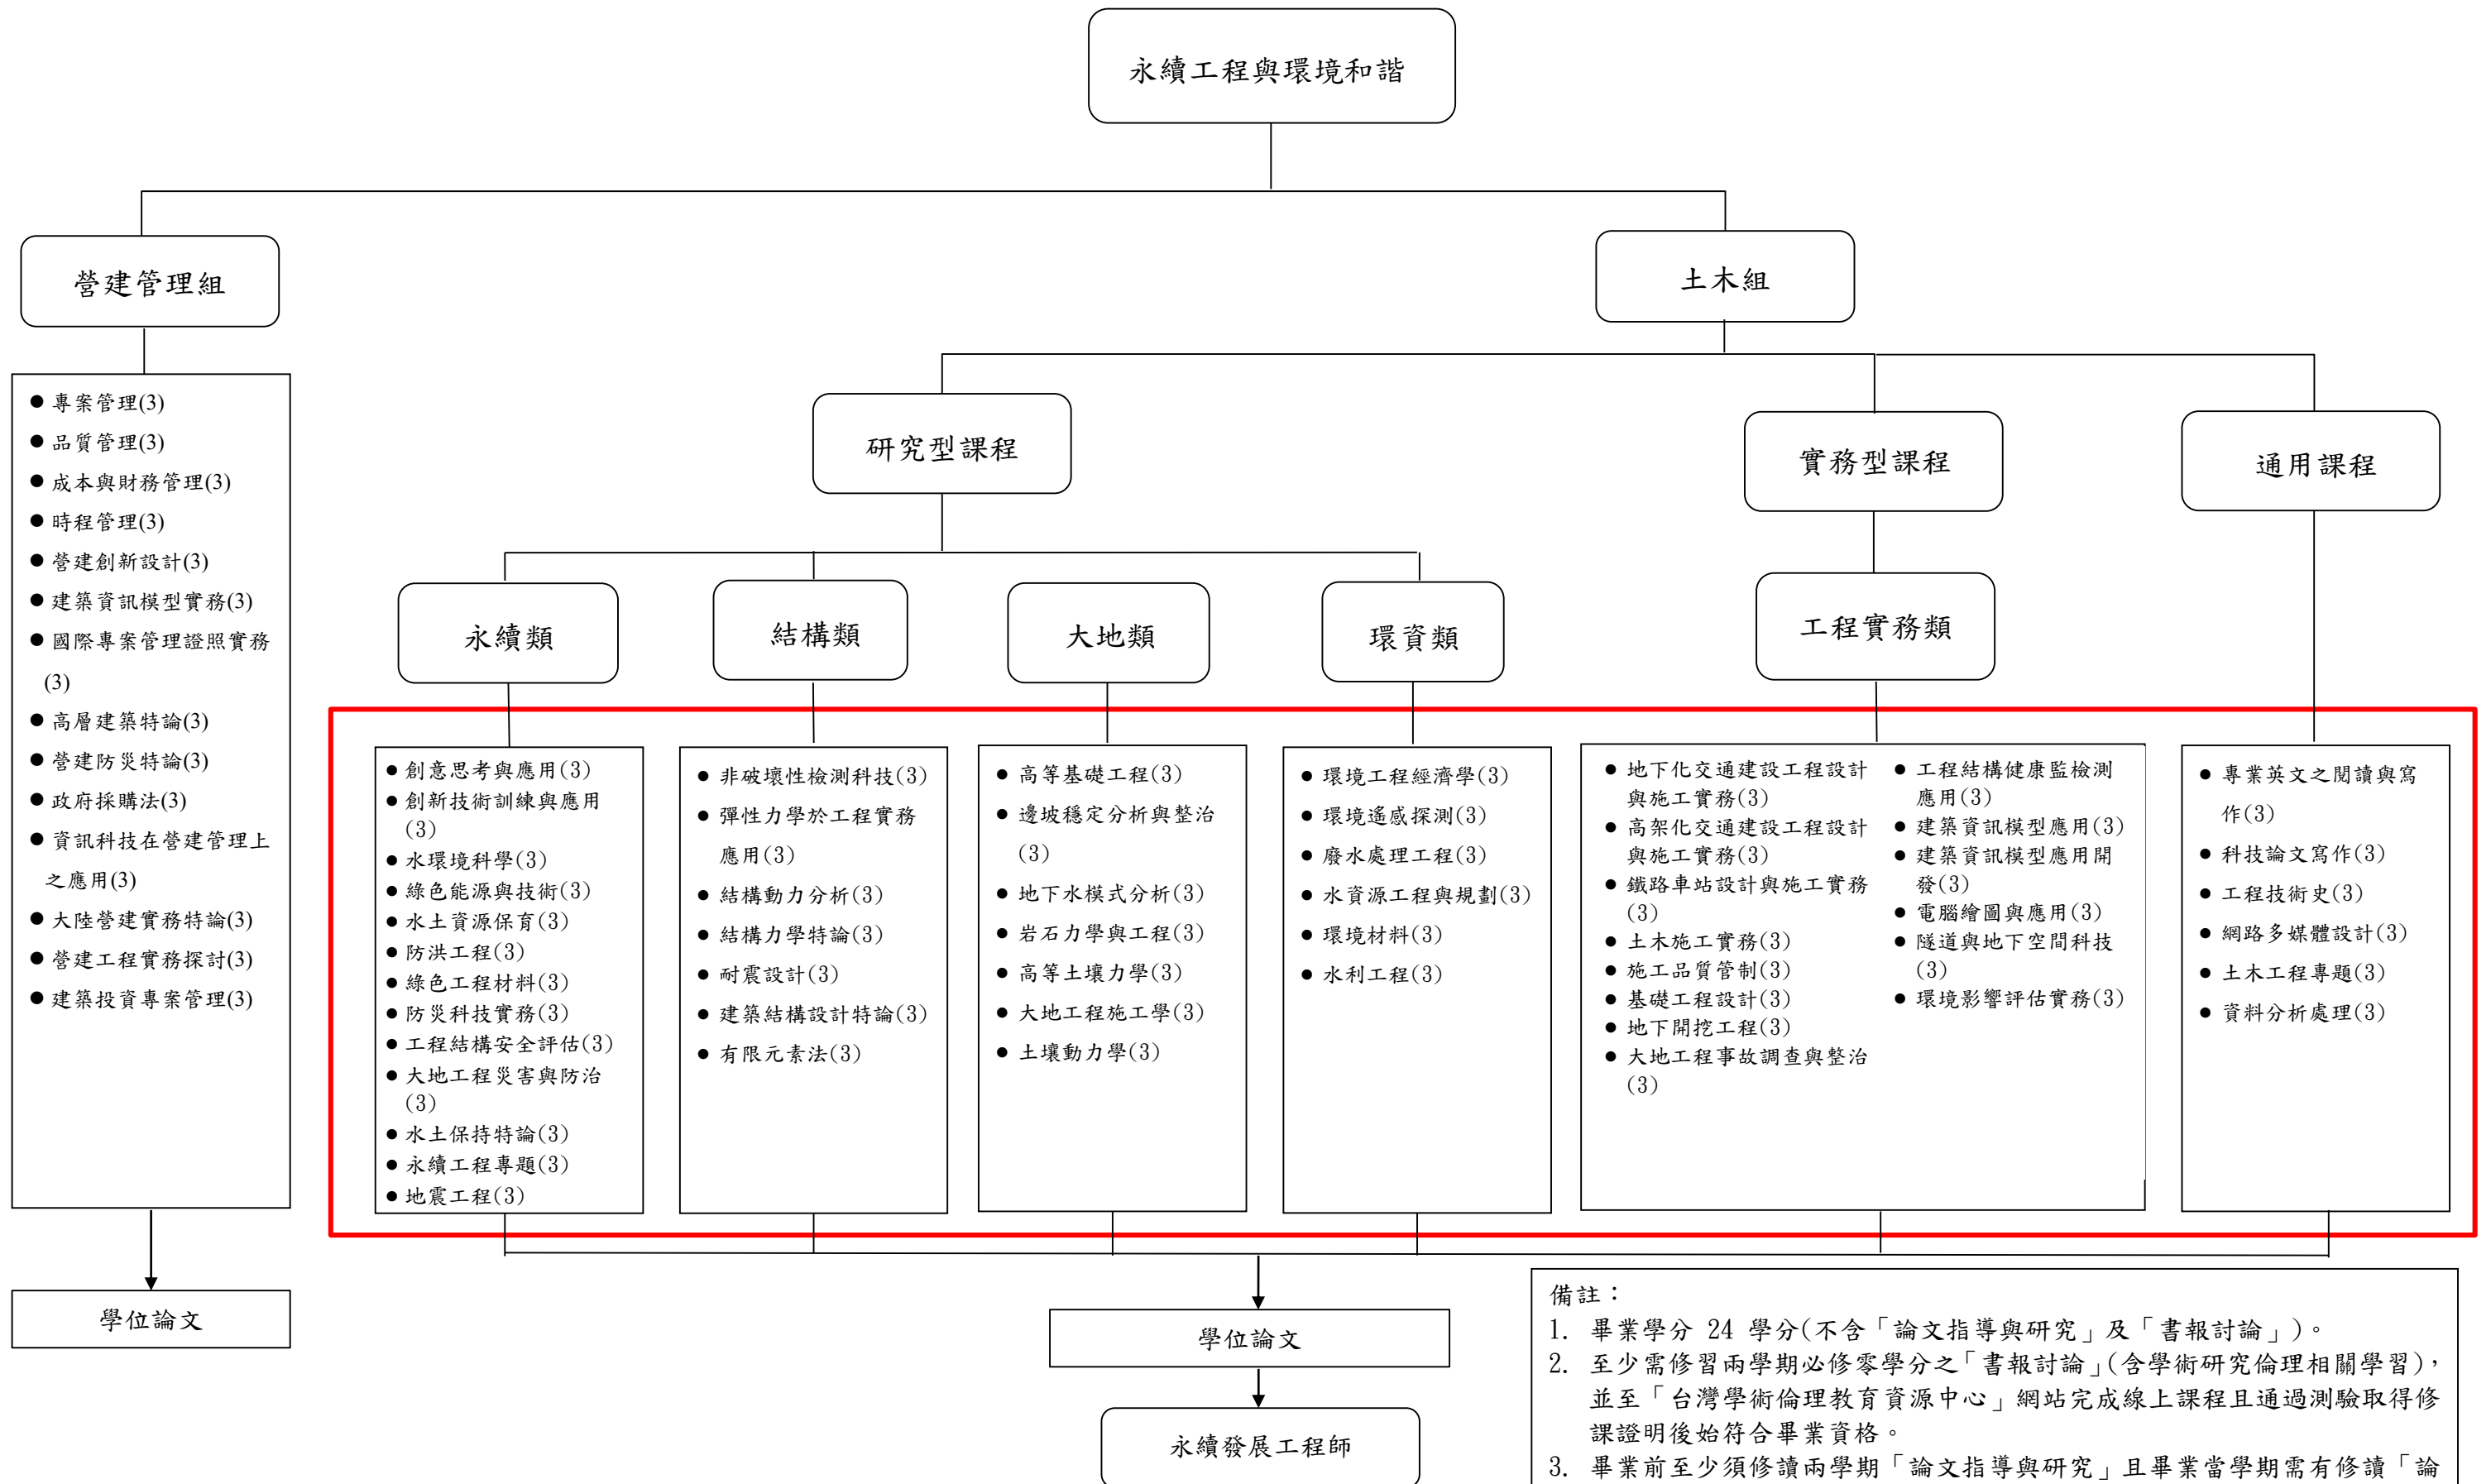 永續工程與環境和諧
營建管理組
土木組
研究型課程
實務型課程
通用課程
永續類
結構類
大地類
環資類
工程實務類
● 專案管理(3)
● 品質管理(3)
● 成本與財務管理(3)
● 時程管理(3)
● 營建創新設計(3)
● 建築資訊模型實務(3)
● 國際專案管理證照實務
(3)
● 高層建築特論(3)
● 營建防災特論(3)
● 政府採購法(3)
● 資訊科技在營建管理上
之應用(3)
● 大陸營建實務特論(3)
● 營建工程實務探討(3)
● 建築投資專案管理(3)
● 創意思考與應用(3)
● 創新技術訓練與應用
(3)
● 水環境科學(3)
● 綠色能源與技術(3)
● 水土資源保育(3)
● 防洪工程(3)
● 綠色工程材料(3)
● 防災科技實務(3)
● 工程結構安全評估(3)
● 大地工程災害與防治
(3)
● 水土保持特論(3)
● 永續工程專題(3)
● 地震工程(3)
● 非破壞性檢測科技(3)
● 彈性力學於工程實務
應用(3)
● 結構動力分析(3)
● 結構力學特論(3)
● 耐震設計(3)
● 建築結構設計特論(3)
● 有限元素法(3)
● 高等基礎工程(3)
● 邊坡穩定分析與整治
(3)
● 地下水模式分析(3)
● 岩石力學與工程(3)
● 高等土壤力學(3)
● 大地工程施工學(3)
● 土壤動力學(3)
● 環境工程經濟學(3)
● 環境遙感探測(3)
● 廢水處理工程(3)
● 水資源工程與規劃(3)
● 環境材料(3)
● 水利工程(3)
● 地下化交通建設工程設計
與施工實務(3)
● 高架化交通建設工程設計
與施工實務(3)
● 鐵路車站設計與施工實務
(3)
● 土木施工實務(3)
● 施工品質管制(3)
● 基礎工程設計(3)
● 地下開挖工程(3)
● 大地工程事故調查與整治
(3)
● 工程結構健康監檢測
應用(3)
● 建築資訊模型應用(3)
● 建築資訊模型應用開
發(3)
● 電腦繪圖與應用(3)
● 隧道與地下空間科技
(3)
● 環境影響評估實務(3)
● 專業英文之閱讀與寫
作(3)
● 科技論文寫作(3)
● 工程技術史(3)
● 網路多媒體設計(3)
● 土木工程專題(3)
● 資料分析處理(3)
學位論文
學位論文
永續發展工程師
備註：
1. 畢業學分 24 學分(不含「論文指導與研究」及「書報討論」)。
2. 至少需修習兩學期必修零學分之「書報討論」(含學術研究倫理相關學習)，
並至「台灣學術倫理教育資源中心」網站完成線上課程且通過測驗取得修
課證明後始符合畢業資格。
3. 畢業前至少須修讀兩學期「論文指導與研究」且畢業當學期需有修讀「論